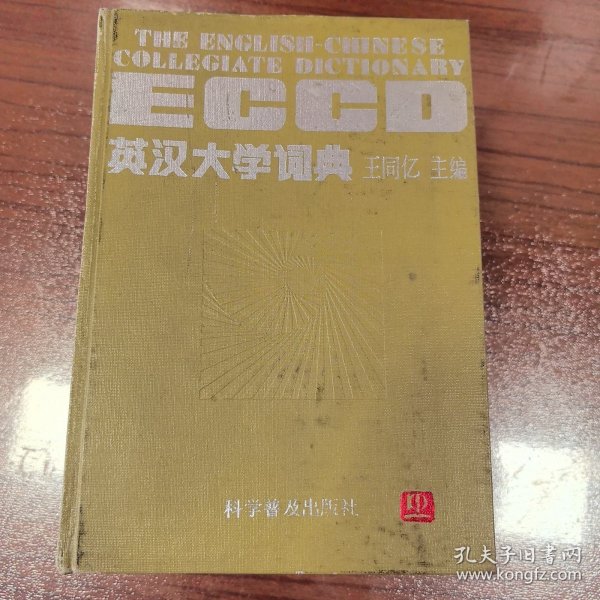 THE ENGLISH-CHINESE
COLLEGIATE DICTIONARY
ECCD
英汉大学词典 王同亿 主编
科学普及出版社
孔夫子旧书网
www.kongfz.com